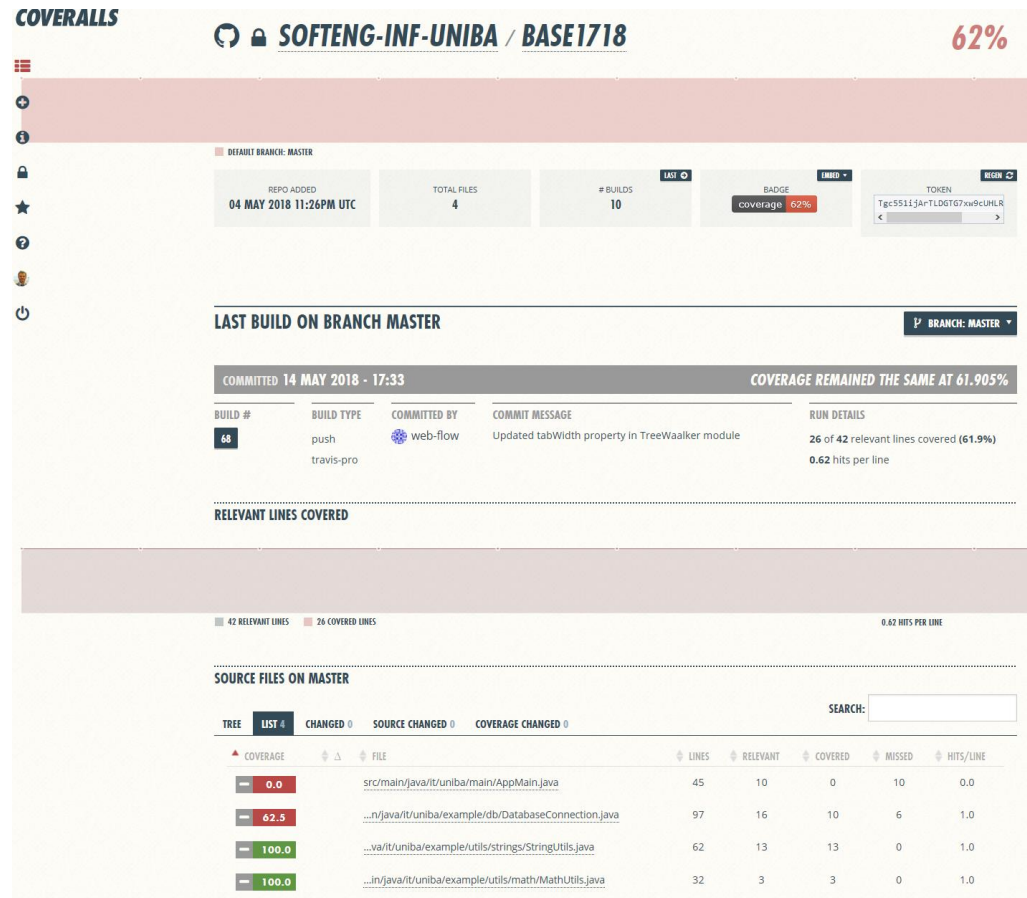 COVERALLS
SOFTENG-INF-UNIBA / BASE1718
62%
DEFAULT BRANCH: MASTER
REPO ADDED
04 MAY 2018 11:26PM UTC
TOTAL FILES
4
LAST
# BUILDS
10
EMBED
BADGE
coverage 62%
REGEN
TOKEN
Tgc551ijArTLDGTG7xw9cUHLR
LAST BUILD ON BRANCH MASTER
BRANCH: MASTER
COMMITTED 14 MAY 2018 - 17:33
COVERAGE REMAINED THE SAME AT 61.905%
BUILD # BUILD TYPE COMMITTED BY COMMIT MESSAGE RUN DETAILS
68 push web-flow Updated tabWidth property in TreeWaalker module 26 of 42 relevant lines covered (61.9%)
travis-pro 0.62 hits per line
RELEVANT LINES COVERED
42 RELEVANT LINES 26 COVERED LINES 0.62 HITS PER LINE
SOURCE FILES ON MASTER
SEARCH:
TREE LIST 4 CHANGED 0 SOURCE CHANGED 0 COVERAGE CHANGED 0
COVERAGE Δ FILE LINES RELEVANT COVERED MISSED HITS/LINE
0.0 src/main/java/it/uniba/main/AppMain.java 45 10 0 10 0.0
62.5 ...n/java/it/uniba/example/db/DatabaseConnection.java 97 16 10 6 1.0
100.0 ...va/it/uniba/example/utils/strings/StringUtils.java 62 13 13 0 1.0
100.0 ...in/java/it/uniba/example/utils/math/MathUtils.java 32 3 3 0 1.0